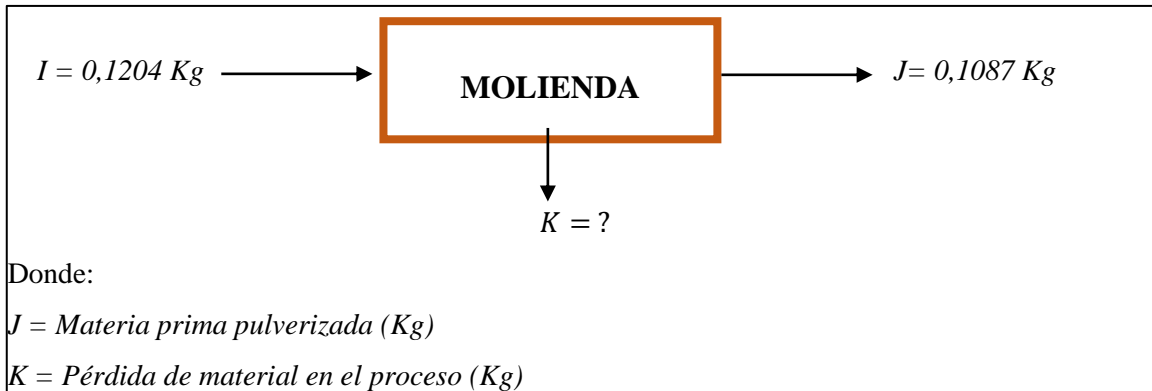 I = 0,1204 Kg
MOLIENDA
J= 0,1087 Kg
K = ?
Donde:
J = Materia prima pulverizada (Kg)
K = Pérdida de material en el proceso (Kg)